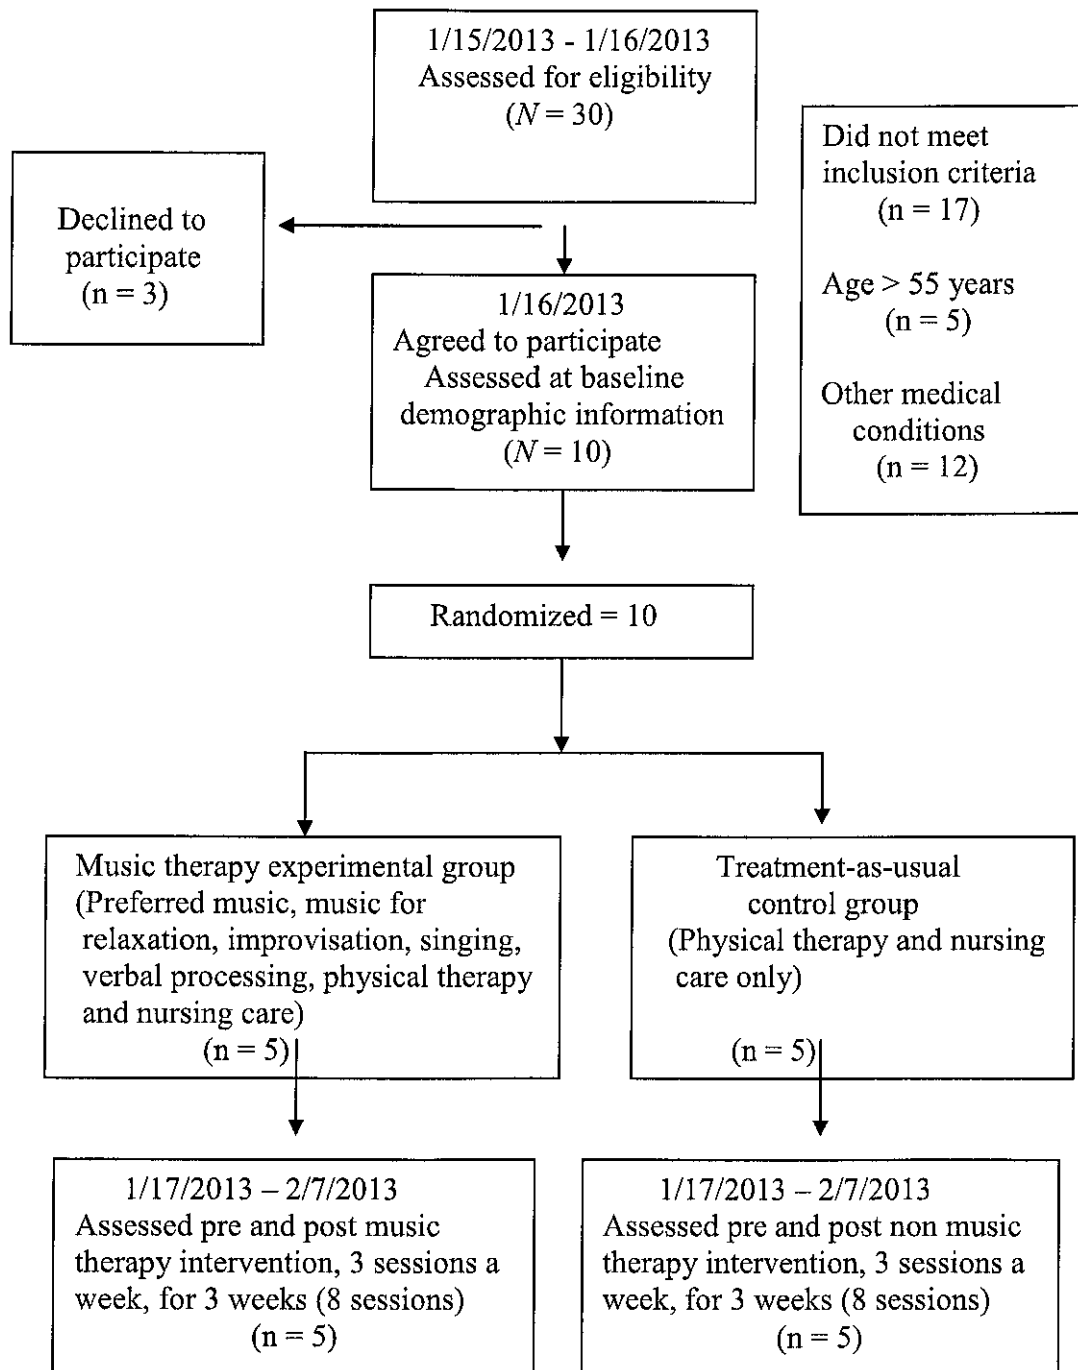 1/15/2013 - 1/16/2013
Assessed for eligibility
(N = 30)
Did not meet
inclusion criteria
(n = 17)
Age > 55 years
(n = 5)
Other medical
conditions
(n = 12)
Declined to
participate
(n = 3)
1/16/2013
Agreed to participate
Assessed at baseline
demographic information
(N = 10)
Randomized = 10
Music therapy experimental group
(Preferred music, music for
relaxation, improvisation, singing,
verbal processing, physical therapy
and nursing care)
(n = 5)
Treatment-as-usual
control group
(Physical therapy and nursing
care only)
(n = 5)
1/17/2013 – 2/7/2013
Assessed pre and post music
therapy intervention, 3 sessions a
week, for 3 weeks (8 sessions)
(n = 5)
1/17/2013 – 2/7/2013
Assessed pre and post non music
therapy intervention, 3 sessions a
week, for 3 weeks (8 sessions)
(n = 5)